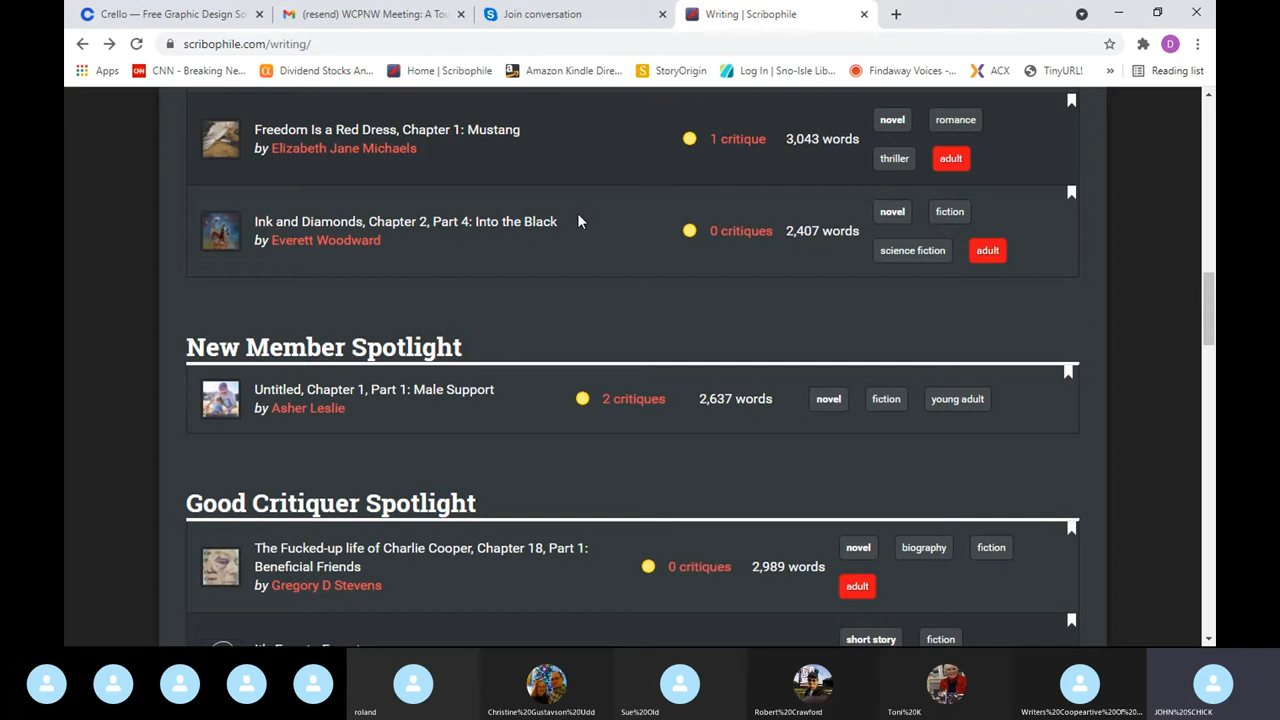 Crello — Free Graphic Design So
(resend) WCPNW Meeting: A Tou
Join conversation
Writing | Scribophile
scribophile.com/writing/
D
Apps
CNN - Breaking Ne...
Dividend Stocks An...
Home | Scribophile
Amazon Kindle Dire...
StoryOrigin
Log In | Sno-Isle Lib...
Findaway Voices -...
ACX
TinyURL!
»
Reading list
Freedom Is a Red Dress, Chapter 1: Mustang
by Elizabeth Jane Michaels
1 critique
3,043 words
novel
romance
thriller
adult
Ink and Diamonds, Chapter 2, Part 4: Into the Black
by Everett Woodward
0 critiques
2,407 words
novel
fiction
science fiction
adult
New Member Spotlight
Untitled, Chapter 1, Part 1: Male Support
by Asher Leslie
2 critiques
2,637 words
novel
fiction
young adult
Good Critiquer Spotlight
The Fucked-up life of Charlie Cooper, Chapter 18, Part 1:
Beneficial Friends
by Gregory D Stevens
0 critiques
2,989 words
novel
biography
fiction
adult
short story
fiction
roland
Christine%20Gustavson%20Udd
Sue%20Old
Robert%20Crawford
Toni%20K
Writers%20Coopeartive%20Of%20...
JOHN%20SCHICK